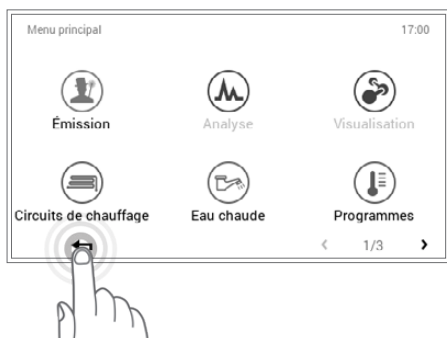 Menu principal 17:00
Émission Analyse Visualisation
Circuits de chauffage Eau chaude Programmes
1/3